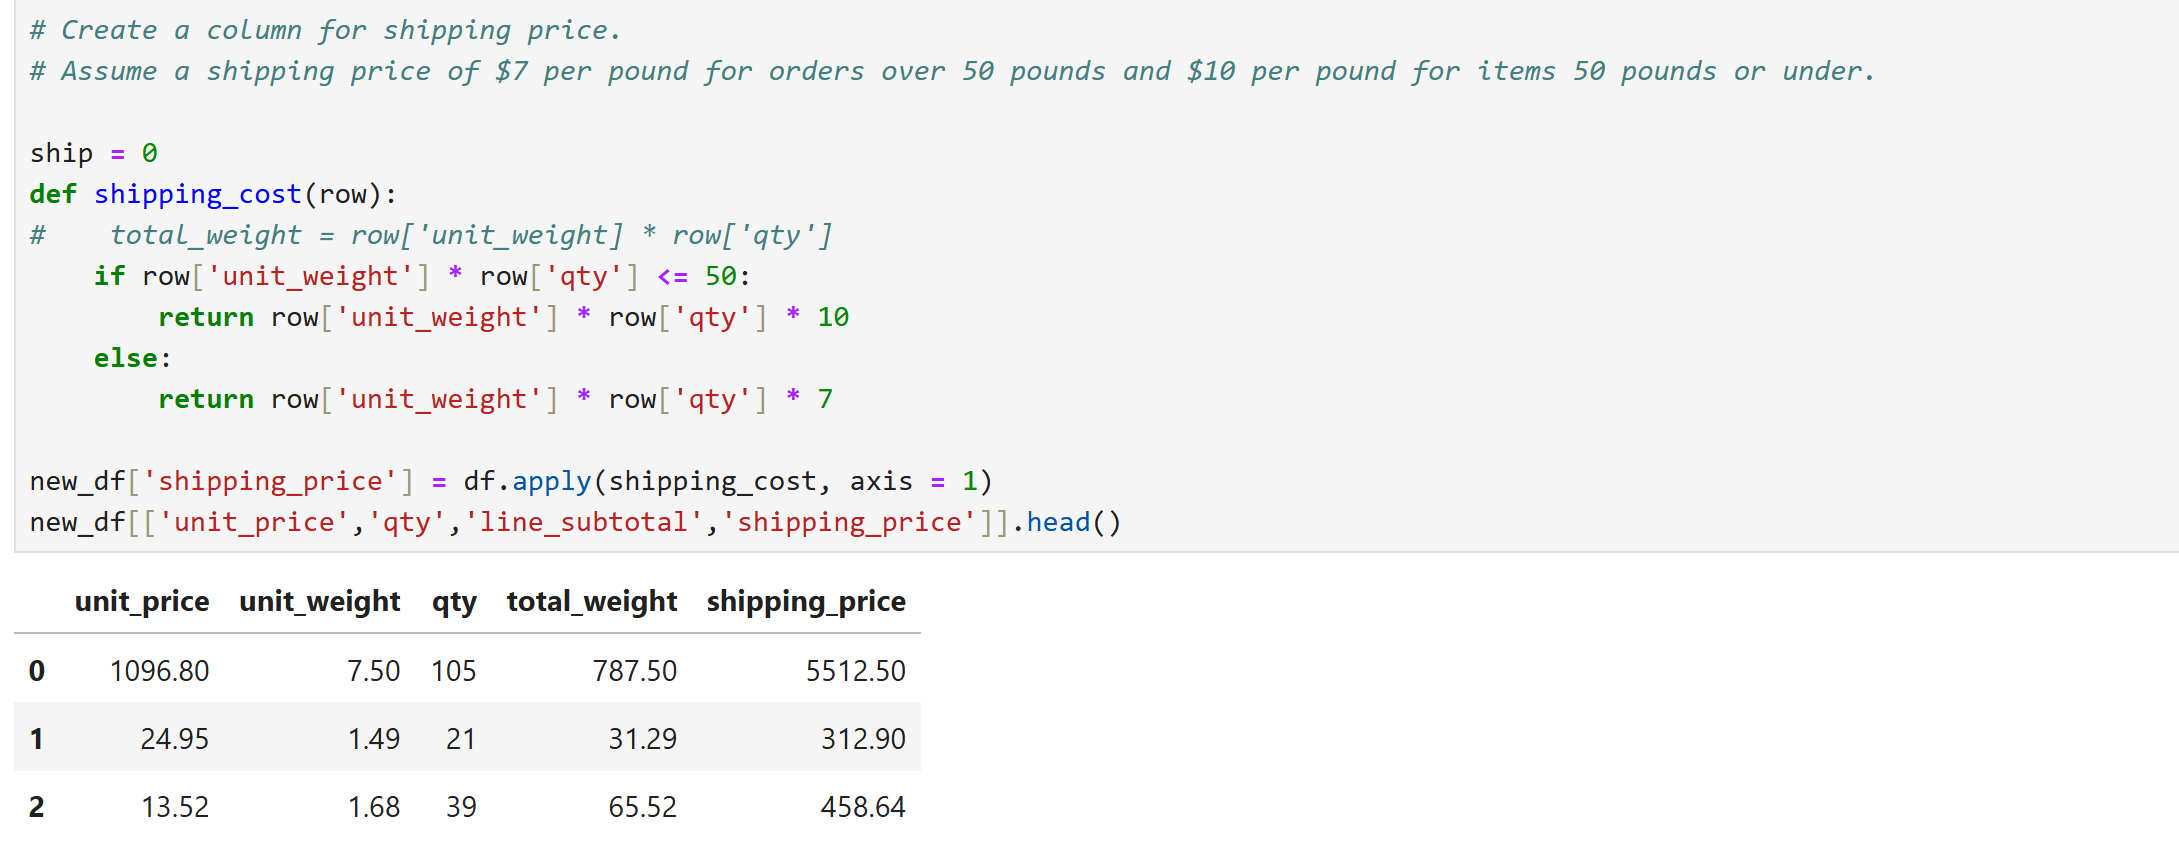 # Create a column for shipping price.
# Assume a shipping price of $7 per pound for orders over 50 pounds and $10 per pound for items 50 pounds or under.
ship = 0
def shipping_cost(row):
#    total_weight = row['unit_weight] * row['qty']
    if row['unit_weight'] * row['qty'] <= 50:
        return row['unit_weight'] * row['qty'] * 10
    else:
        return row['unit_weight'] * row['qty'] * 7
new_df['shipping_price'] = df.apply(shipping_cost, axis = 1)
new_df[['unit_price','qty','line_subtotal','shipping_price']].head()
unit_price unit_weight qty total_weight shipping_price
0 1096.80 7.50 105 787.50 5512.50
1 24.95 1.49 21 31.29 312.90
2 13.52 1.68 39 65.52 458.64